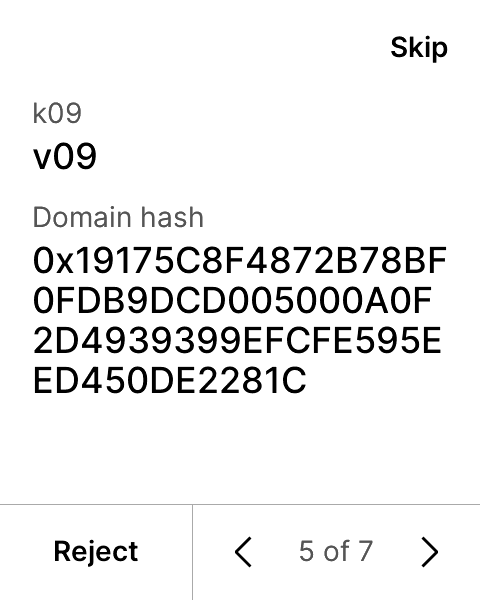 Skip
k09
v09
Domain hash
0x19175C8F4872B78BF
0FDB9DCD005000A0F
2D4939399EFCFE595E
ED450DE2281C
Reject
5 of 7